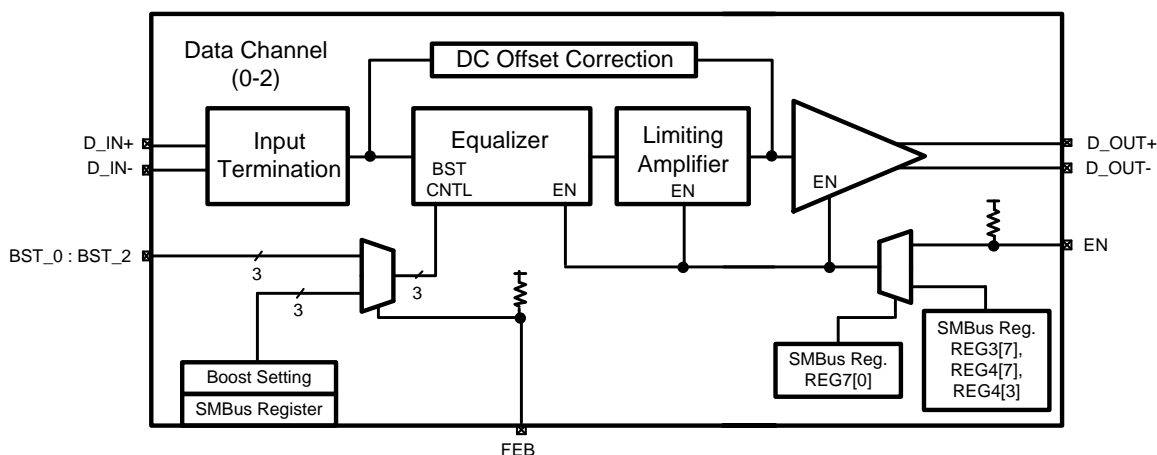 Data Channel
(0-2)
DC Offset Correction
D_IN+
D_IN-
Input
Termination
Equalizer
BST
CNTL
EN
Limiting
Amplifier
EN
EN
D_OUT+
D_OUT-
BST_0 : BST_2
3
3
3
EN
Boost Setting
SMBus Register
SMBus Reg.
REG7[0]
SMBus Reg.
REG3[7],
REG4[7],
REG4[3]
FEB